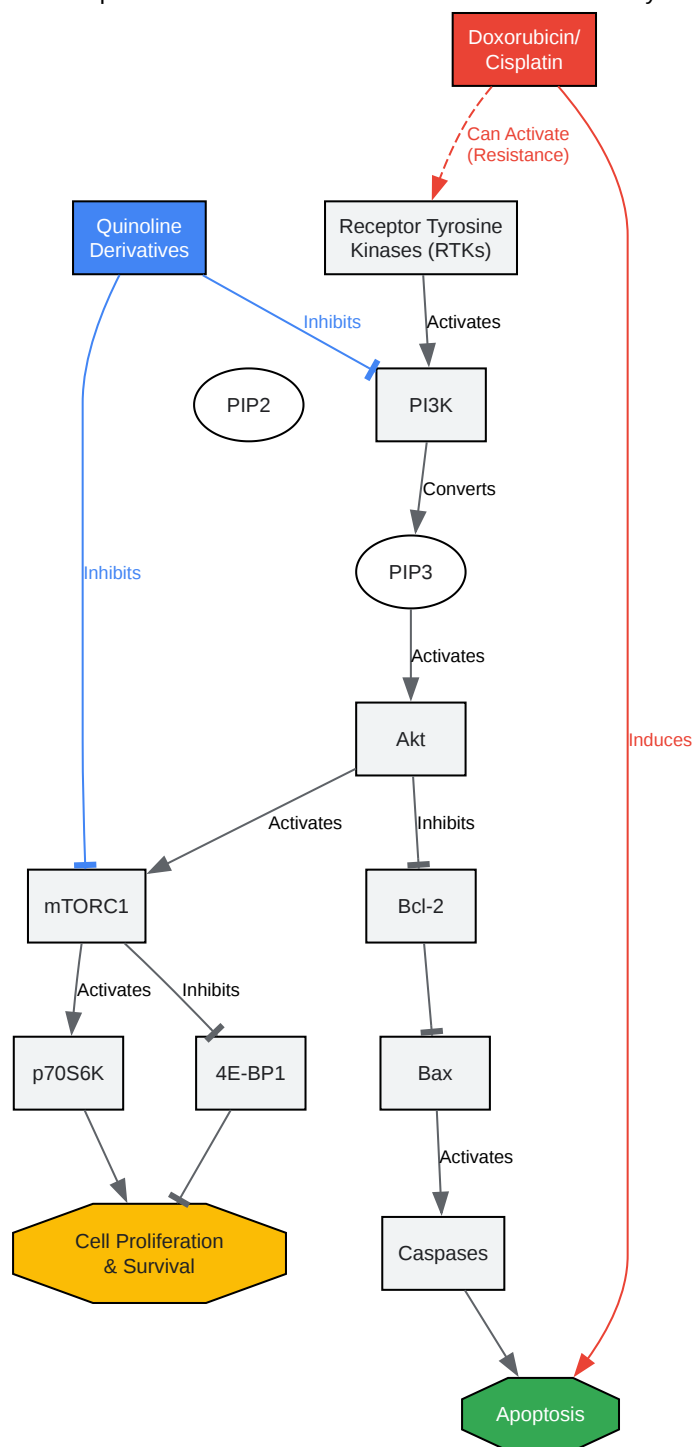 Doxorubicin/
Cisplatin
Can Activate
(Resistance)
Quinoline
Derivatives
Receptor Tyrosine
Kinases (RTKs)
Inhibits
Activates
PIP2
PI3K
Converts
Inhibits
PIP3
Activates
Akt
Induces
Activates
Inhibits
mTORC1
Bcl-2
Activates
Inhibits
p70S6K
4E-BP1
Bax
Activates
Cell Proliferation
& Survival
Caspases
Apoptosis